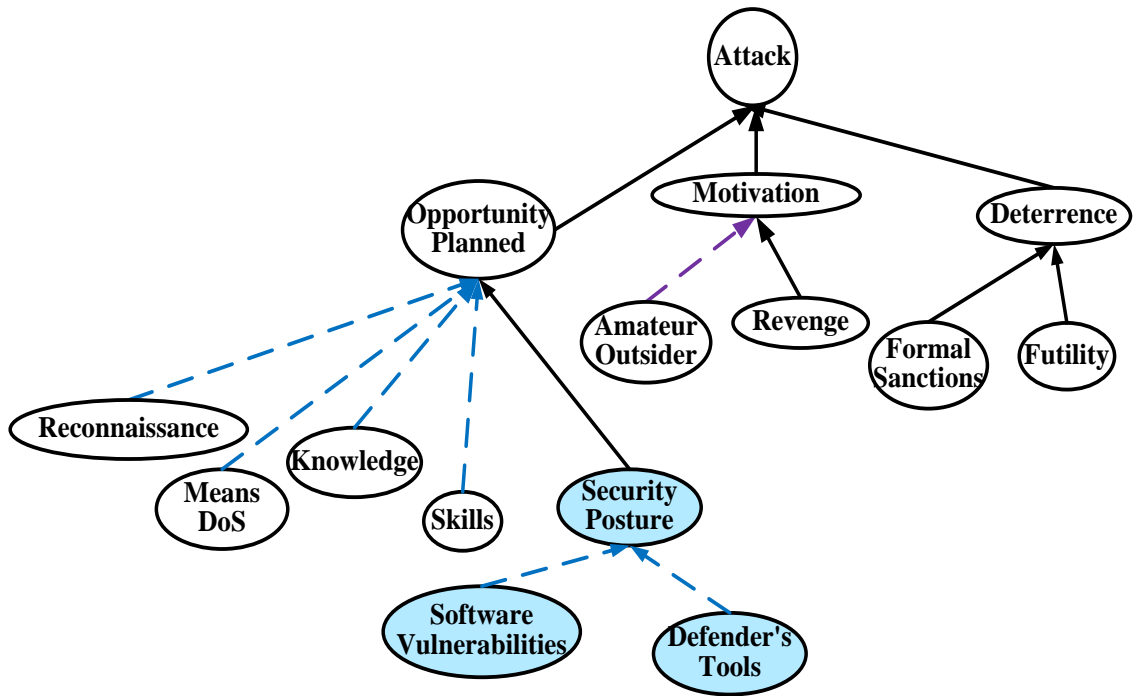 Attack
Opportunity
Planned
Motivation
Deterrence
Amateur
Outsider
Revenge
Formal
Sanctions
Futility
Reconnaissance
Means
DoS
Knowledge
Skills
Security
Posture
Software
Vulnerabilities
Defender's
Tools